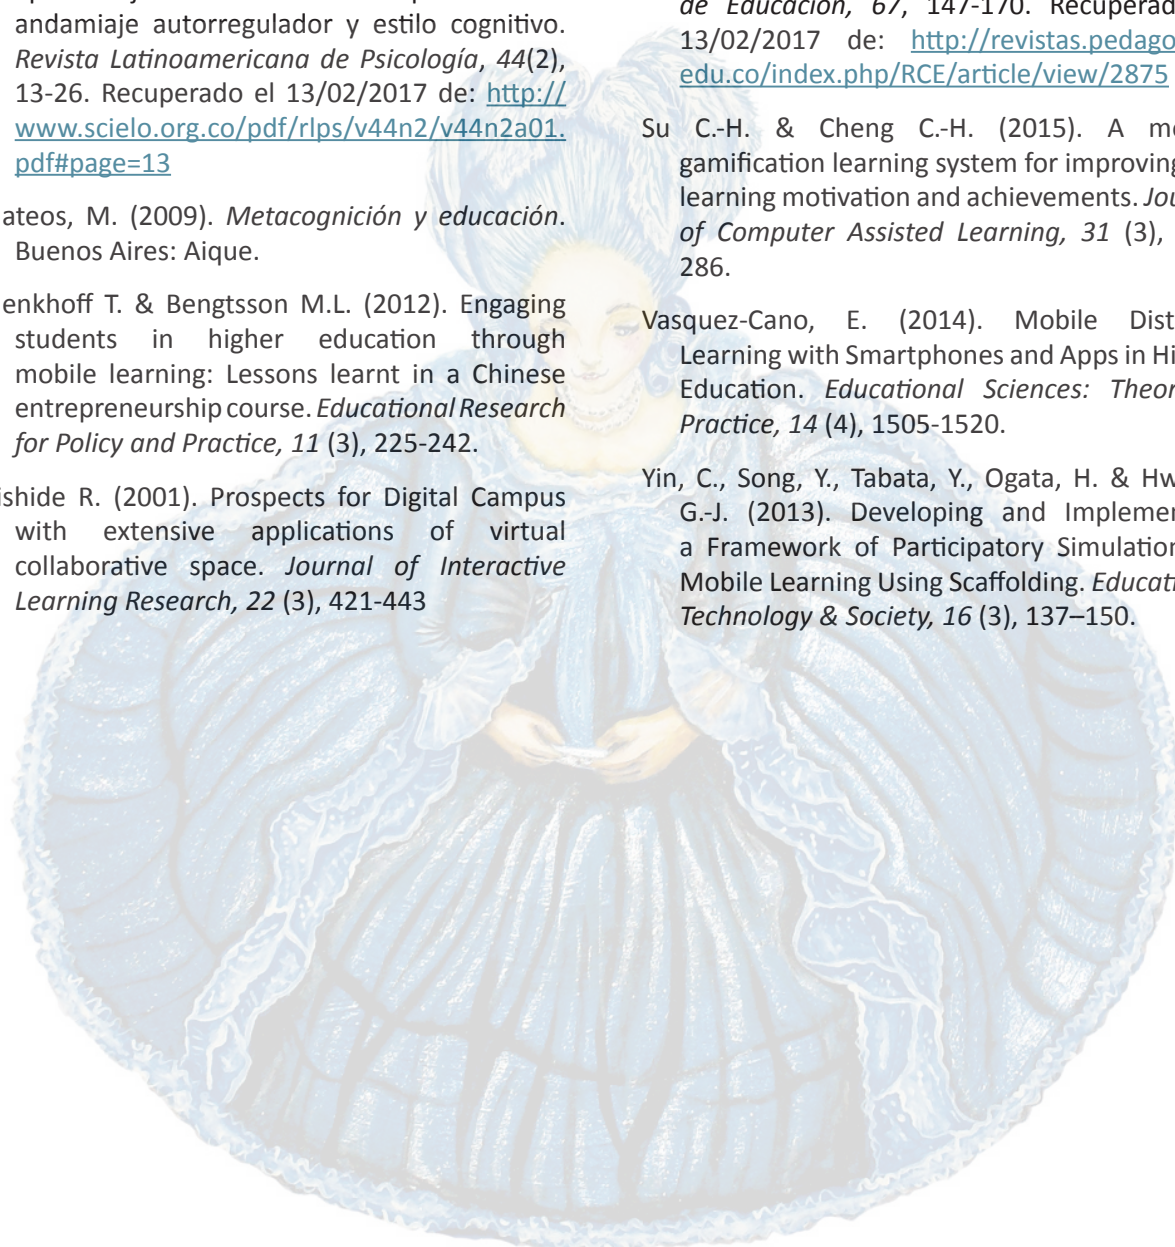 andamiaje autorregulador y estilo cognitivo.
Revista Latinoamericana de Psicología, 44(2),
13-26. Recuperado el 13/02/2017 de: http://
www.scielo.org.co/pdf/rlps/v44n2/v44n2a01.
pdf#page=13
ateos, M. (2009). Metacognición y educación.
Buenos Aires: Aique.
enkhoff T. & Bengtsson M.L. (2012). Engaging
students in higher education through
mobile learning: Lessons learnt in a Chinese
entrepreneurship course. Educational Research
for Policy and Practice, 11 (3), 225-242.
ishide R. (2001). Prospects for Digital Campus
with extensive applications of virtual
collaborative space. Journal of Interactive
Learning Research, 22 (3), 421-443
de Educación, 67, 147-170. Recuperad
13/02/2017 de: http://revistas.pedago
edu.co/index.php/RCE/article/view/2875
Su C.-H. & Cheng C.-H. (2015). A m
gamification learning system for improving
learning motivation and achievements. Jou
of Computer Assisted Learning, 31 (3),
286.
Vasquez-Cano, E. (2014). Mobile Dist
Learning with Smartphones and Apps in Hi
Education. Educational Sciences: Theor
Practice, 14 (4), 1505-1520.
Yin, C., Song, Y., Tabata, Y., Ogata, H. & Hw
G.-J. (2013). Developing and Implemen
a Framework of Participatory Simulation
Mobile Learning Using Scaffolding. Educati
Technology & Society, 16 (3), 137–150.